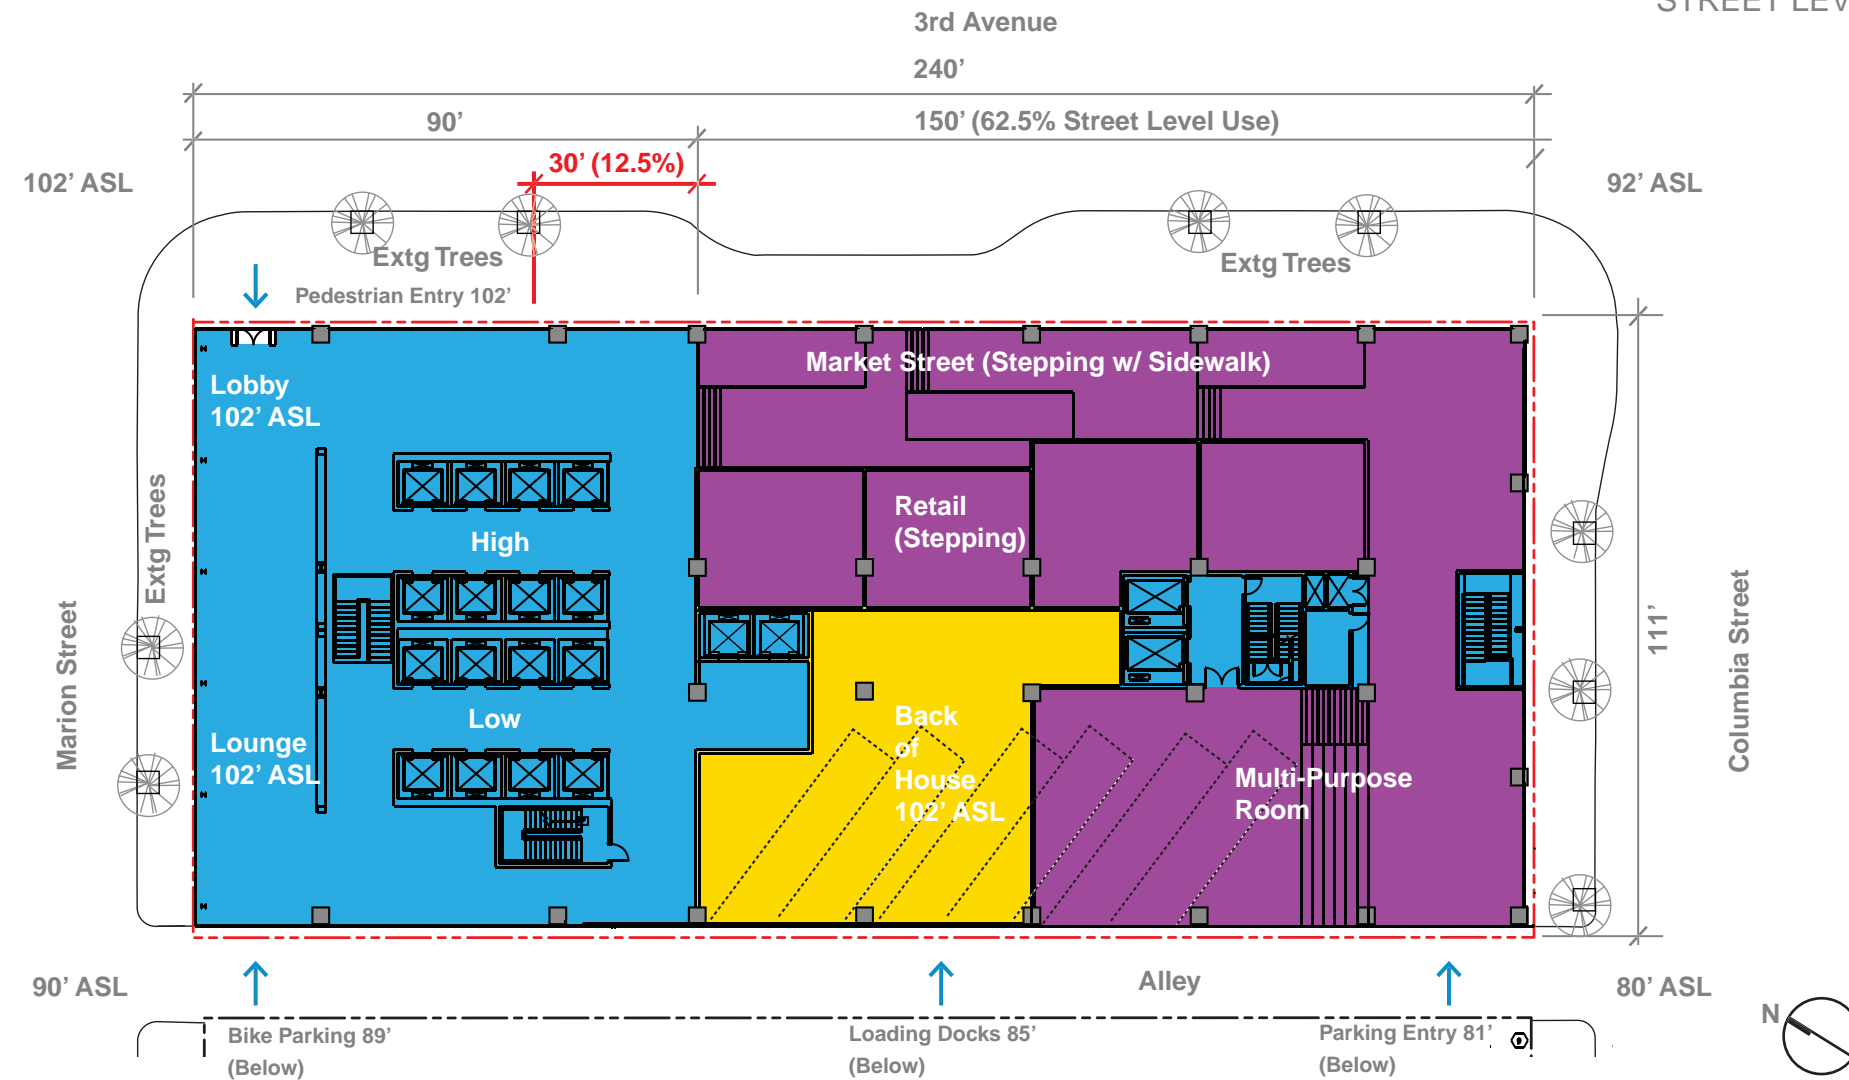 STREET LEV
3rd Avenue
240’
90’
150’ (62.5% Street Level Use)
30’ (12.5%)
102’ ASL
92’ ASL
Extg Trees
Extg Trees
Pedestrian Entry 102’
Market Street (Stepping w/ Sidewalk)
Lobby
102’ ASL
Retail
(Stepping)
High
Extg Trees
Marion Street
Low
Lounge
102’ ASL
Back
of
House
102’ ASL
Multi-Purpose
Room
111’
Columbia Street
90’ ASL
Alley
80’ ASL
N
Bike Parking 89’
(Below)
Loading Docks 85’
(Below)
Parking Entry 81’
(Below)